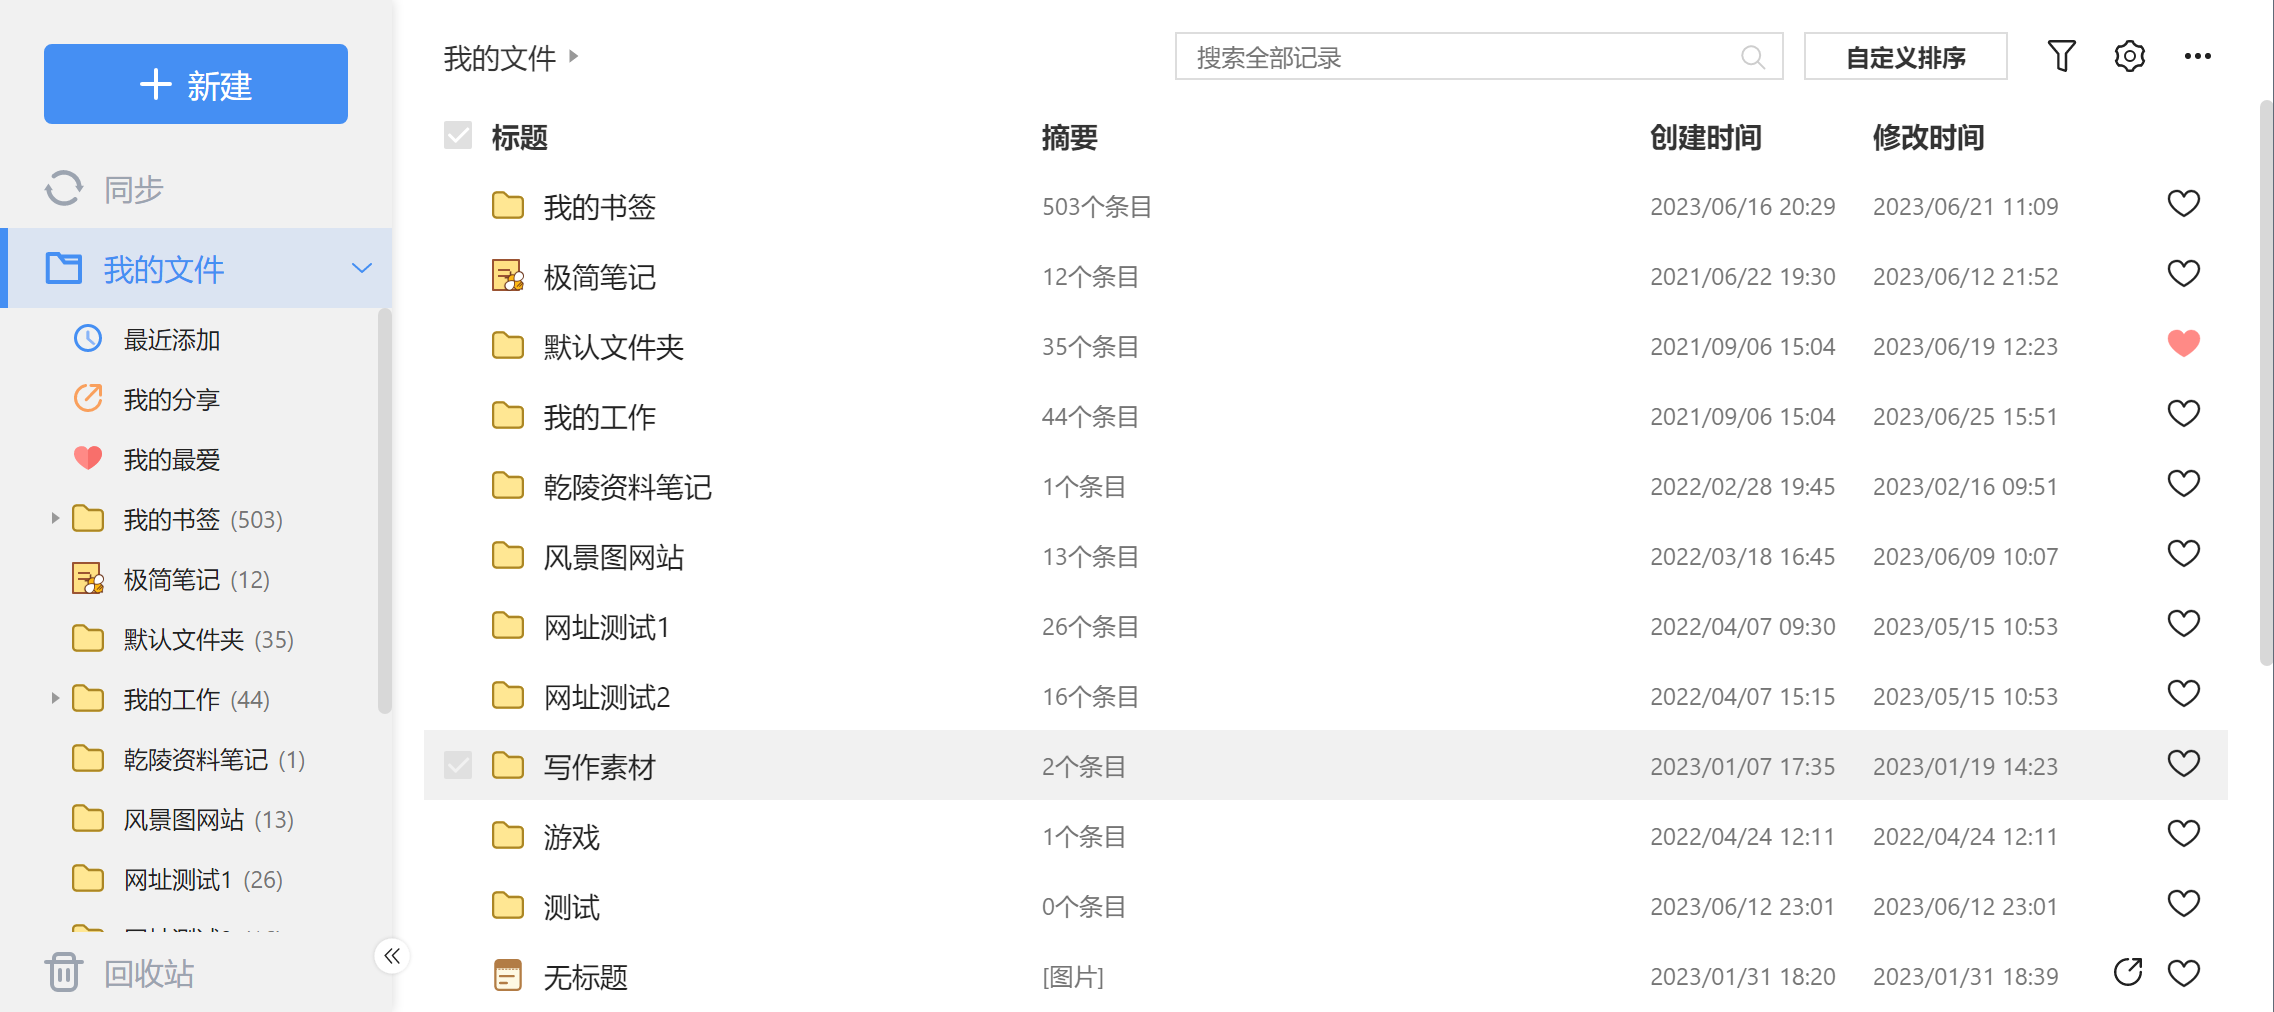 新建
同步
我的文件
最近添加
我的分享
我的最爱
我的书签 (503)
极简笔记 (12)
默认文件夹 (35)
我的工作 (44)
乾陵资料笔记 (1)
风景图网站 (13)
网址测试1 (26)
回收站
我的文件
搜索全部记录
自定义排序
标题 摘要 创建时间 修改时间
我的书签 503个条目 2023/06/16 20:29 2023/06/21 11:09
极简笔记 12个条目 2021/06/22 19:30 2023/06/12 21:52
默认文件夹 35个条目 2021/09/06 15:04 2023/06/19 12:23
我的工作 44个条目 2021/09/06 15:04 2023/06/25 15:51
乾陵资料笔记 1个条目 2022/02/28 19:45 2023/02/16 09:51
风景图网站 13个条目 2022/03/18 16:45 2023/06/09 10:07
网址测试1 26个条目 2022/04/07 09:30 2023/05/15 10:53
网址测试2 16个条目 2022/04/07 15:15 2023/05/15 10:53
写作素材 2个条目 2023/01/07 17:35 2023/01/19 14:23
游戏 1个条目 2022/04/24 12:11 2022/04/24 12:11
测试 0个条目 2023/06/12 23:01 2023/06/12 23:01
无标题 [图片] 2023/01/31 18:20 2023/01/31 18:39